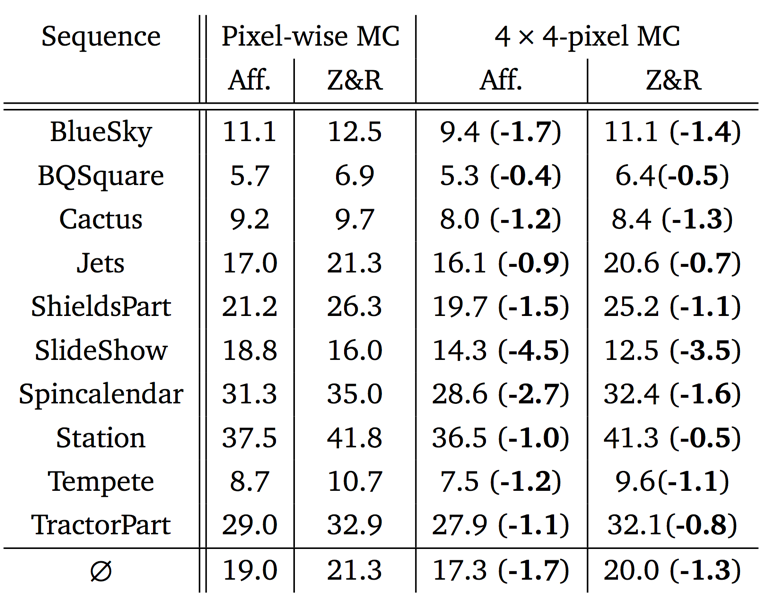 Sequence Pixel-wise MC 4 × 4-pixel MC
Aff. Z&R Aff. Z&R
BlueSky 11.1 12.5 9.4 (-1.7) 11.1 (-1.4)
BQSquare 5.7 6.9 5.3 (-0.4) 6.4(-0.5)
Cactus 9.2 9.7 8.0 (-1.2) 8.4 (-1.3)
Jets 17.0 21.3 16.1 (-0.9) 20.6 (-0.7)
ShieldsPart 21.2 26.3 19.7 (-1.5) 25.2 (-1.1)
SlideShow 18.8 16.0 14.3 (-4.5) 12.5 (-3.5)
Spincalendar 31.3 35.0 28.6 (-2.7) 32.4 (-1.6)
Station 37.5 41.8 36.5 (-1.0) 41.3 (-0.5)
Tempete 8.7 10.7 7.5 (-1.2) 9.6(-1.1)
TractorPart 29.0 32.9 27.9 (-1.1) 32.1(-0.8)
∅ 19.0 21.3 17.3 (-1.7) 20.0 (-1.3)